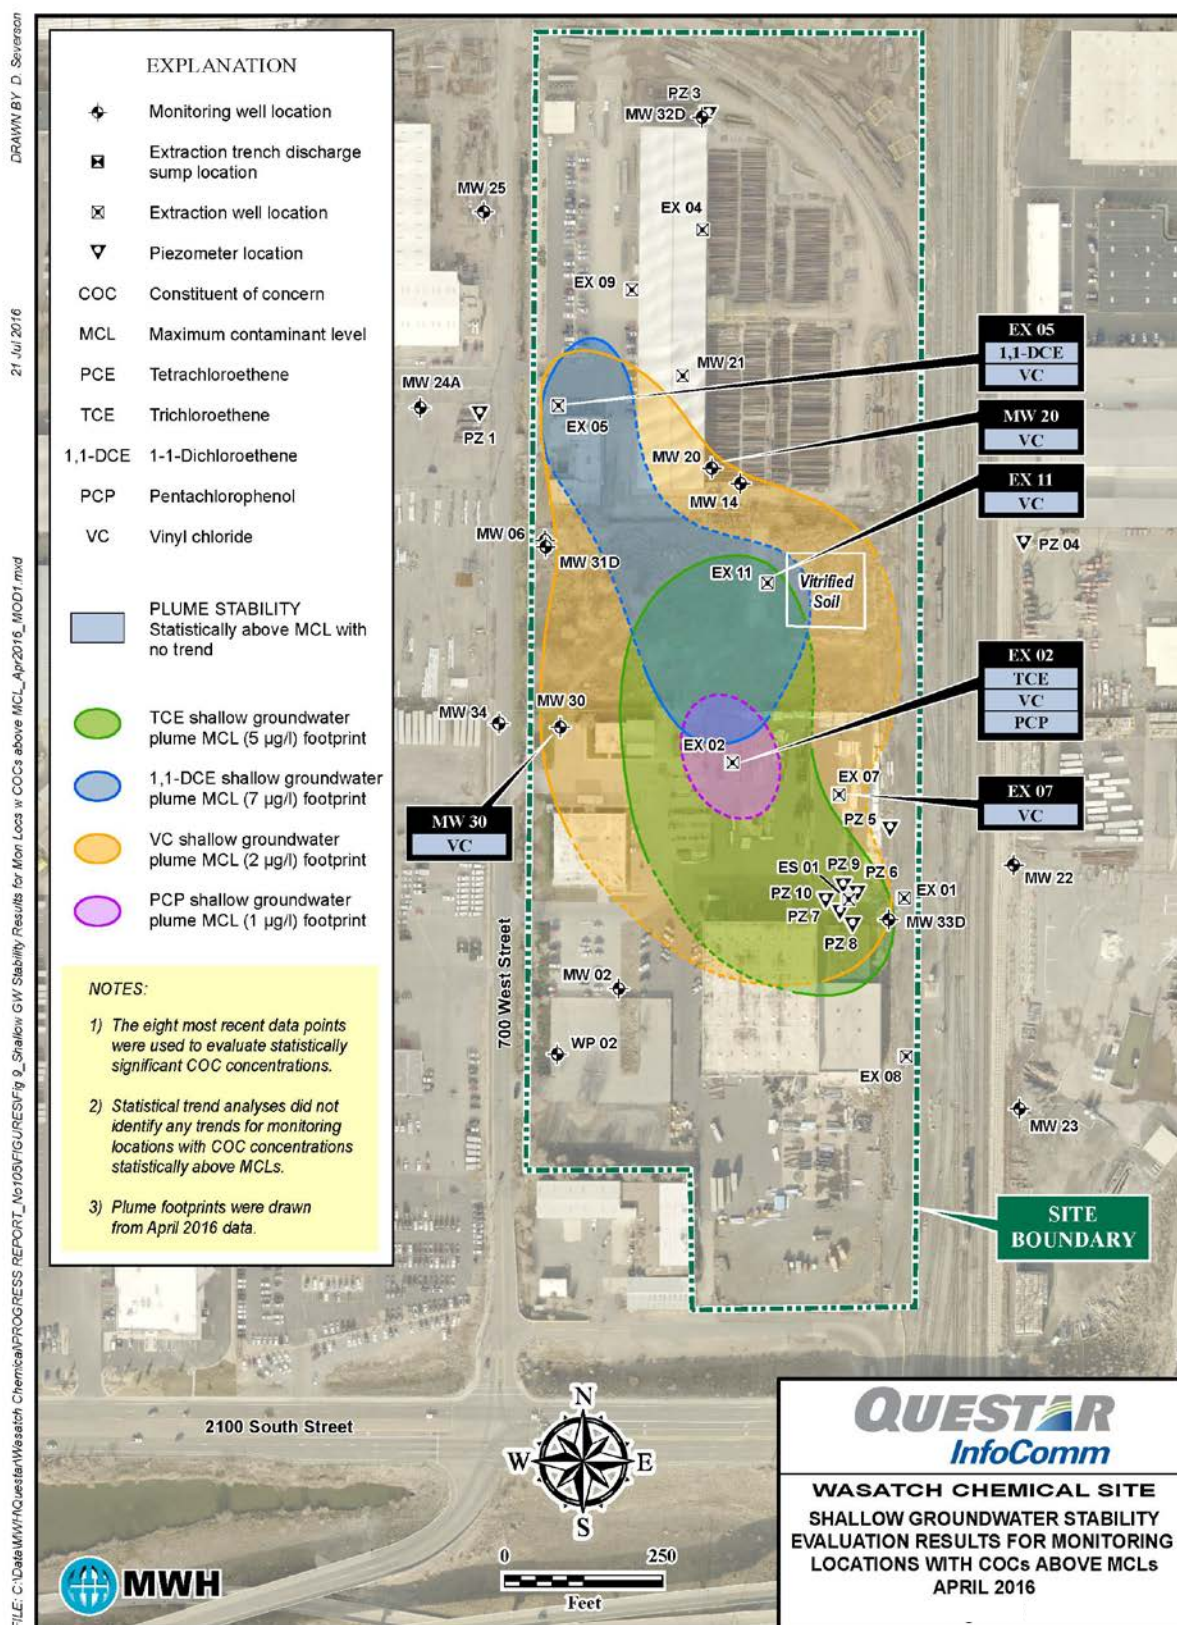 DRAWN BY D. Severson
21 Jul 2016
FILE: C:\Data\MWH\Questar\Wasatch Chemical\PROGRESS REPORT_No105\FIGURES\Fig 9_Shallow GW Stability Results for Mon Locs w COCs above MCL_Apr2016_MOD1.mxd
EXPLANATION
Monitoring well location
Extraction trench discharge
sump location
Extraction well location
Piezometer location
COC Constituent of concern
MCL Maximum contaminant level
PCE Tetrachloroethene
TCE Trichloroethene
1,1-DCE 1-1-Dichloroethene
PCP Pentachlorophenol
VC Vinyl chloride
PLUME STABILITY
Statistically above MCL with
no trend
TCE shallow groundwater
plume MCL (5 µg/l) footprint
1,1-DCE shallow groundwater
plume MCL (7 µg/l) footprint
VC shallow groundwater
plume MCL (2 µg/l) footprint
PCP shallow groundwater
plume MCL (1 µg/l) footprint
NOTES:
1) The eight most recent data points
were used to evaluate statistically
significant COC concentrations.
2) Statistical trend analyses did not
identify any trends for monitoring
locations with COC concentrations
statistically above MCLs.
3) Plume footprints were drawn
from April 2016 data.
PZ 3
MW 32D
MW 25
EX 04
EX 09
MW 21
MW 24A
PZ 1
EX 05
MW 20
MW 14
MW 06
MW 31D
EX 11
Vitrified
Soil
PZ 04
MW 34
MW 30
EX 02
EX 07
PZ 5
ES 01
PZ 9
PZ 6
PZ 10
PZ 7
PZ 8
EX 01
MW 33D
MW 22
MW 02
WP 02
EX 08
MW 23
700 West Street
EX 05
1,1-DCE
VC
MW 20
VC
EX 11
VC
EX 02
TCE
VC
PCP
EX 07
VC
MW 30
VC
SITE
BOUNDARY
2100 South Street
N
W E
S
0 250
Feet
MWH
QUESTAR
InfoComm
WASATCH CHEMICAL SITE
SHALLOW GROUNDWATER STABILITY
EVALUATION RESULTS FOR MONITORING
LOCATIONS WITH COCs ABOVE MCLs
APRIL 2016